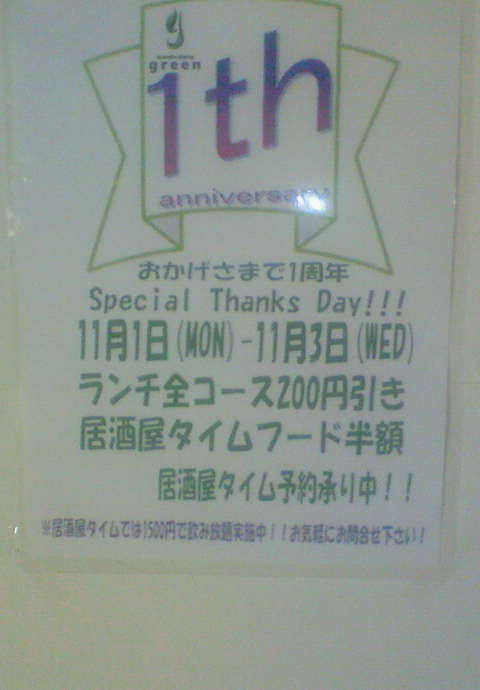 green
1th
anniversary
おかげさまで1周年
Special Thanks Day!!!
11月1日(MON)-11月3日(WED)
ランチ全コース200円引き
居酒屋タイムフード半額
居酒屋タイム予約承り中！！
※居酒屋タイムでは1500円で飲み放題実施中！！お気軽にお問合せ下さい！